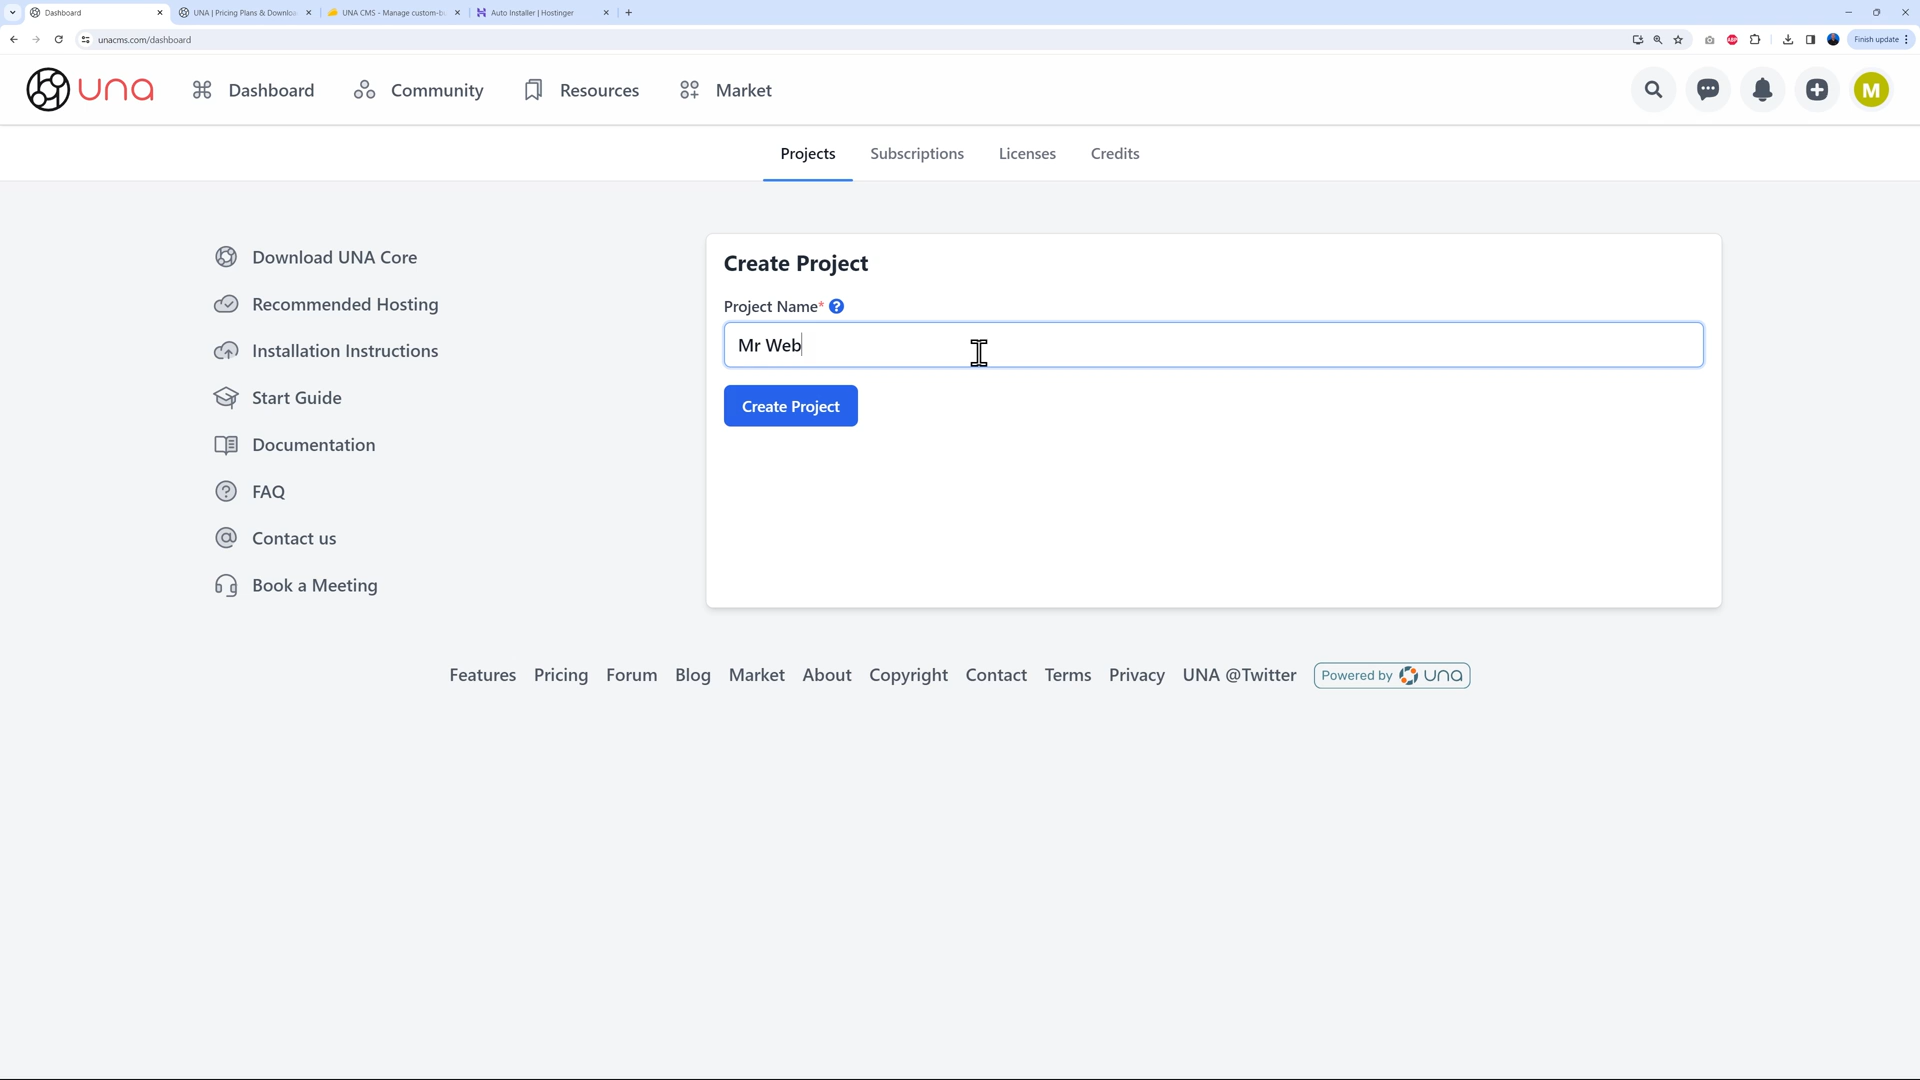 Dashboard
UNA | Pricing Plans & Downloa
UNA CMS - Manage custom-b
Auto Installer | Hostinger
unacms.com/dashboard
ABP
Finish update
una
Dashboard
Community
Resources
Market
M
Projects
Subscriptions
Licenses
Credits
Download UNA Core
Recommended Hosting
Installation Instructions
Start Guide
Documentation
FAQ
Contact us
Book a Meeting
Create Project
Project Name* ?
Mr Web
Create Project
Features Pricing Forum Blog Market About Copyright Contact Terms Privacy UNA @Twitter Powered by una